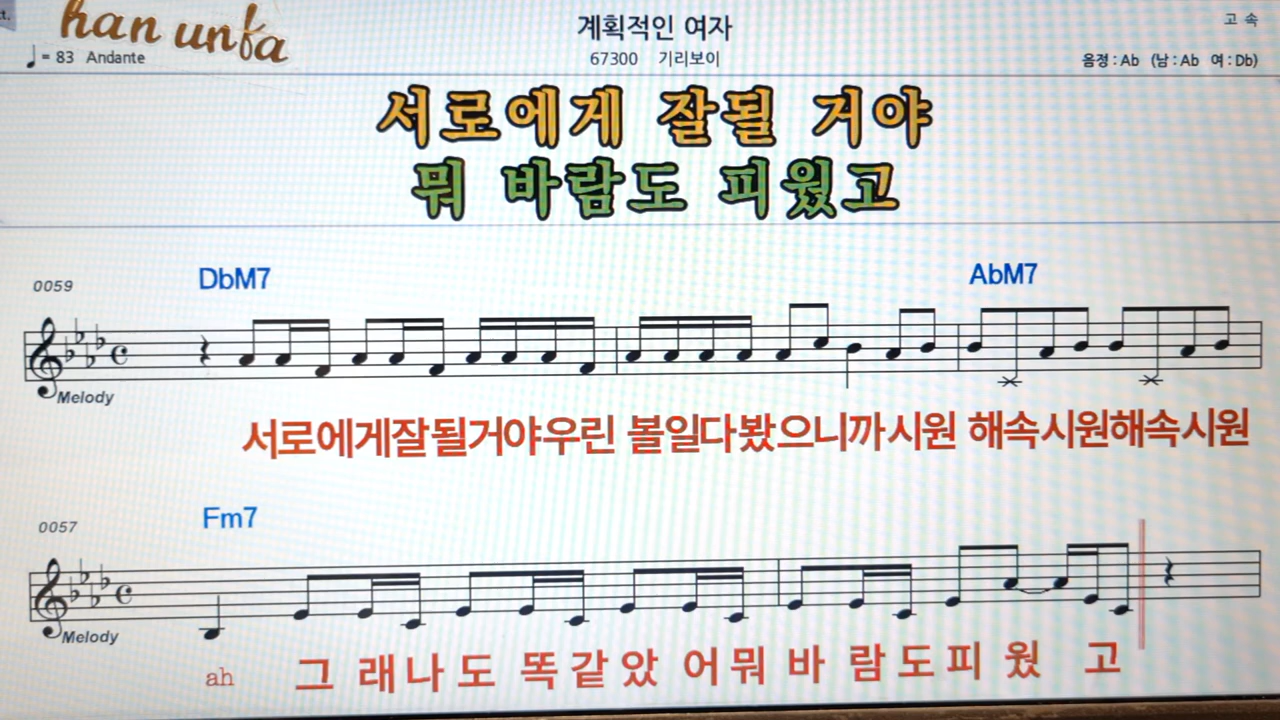 han unfa
계획적인 여자
고 속
♩= 83 Andante
67300 기리보이
음정 : Ab (남 : Ab 여 : Db)
서로에게 잘될 거야
뭐 바람도 피웠고
DbM7 AbM7
0059
Melody
서로에게잘될거야우린 볼일다봤으니까시원 해속시원해속시원
Fm7
0057
Melody
ah 그 래나 도 똑같 았 어뭐 바 람 도피 웠 고